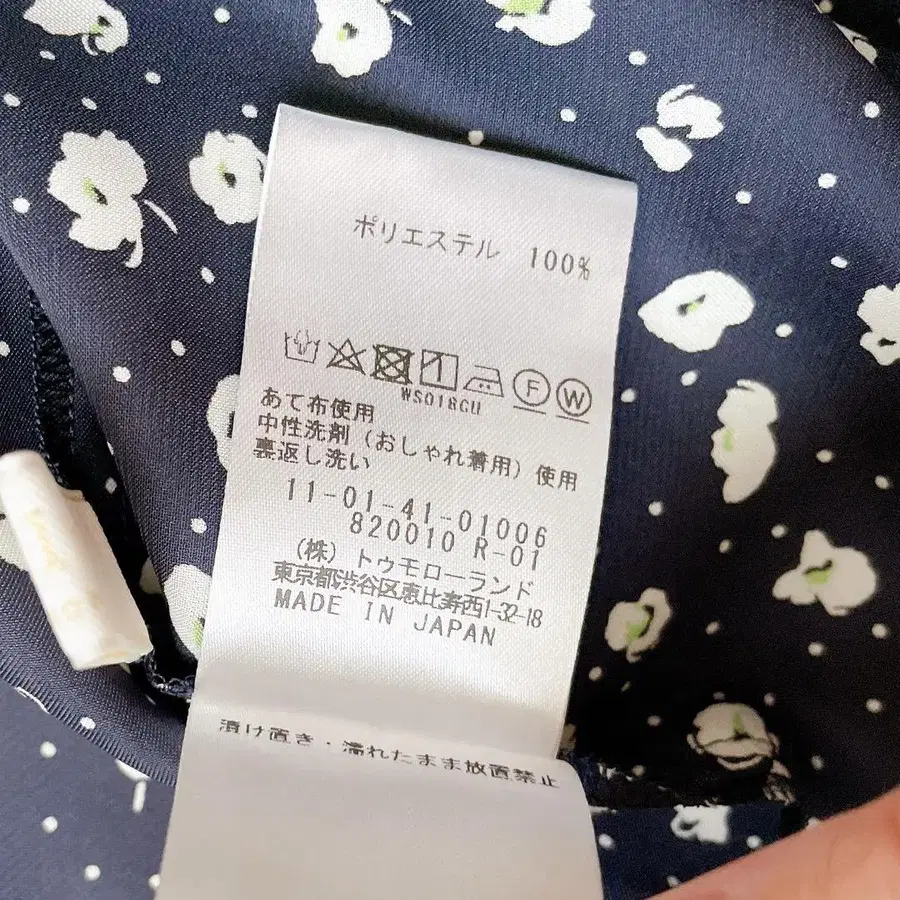 ポリエステル 100%
F W
WS018GU
あて布使用
中性洗剤(おしゃれ着用)使用
裏返し洗い
11-01-41-01006
820010 R-01
(株) トゥモローランド
東京都渋谷区恵比寿西1-32-18
MADE IN JAPAN
漬け置き・濡れたまま放置禁止